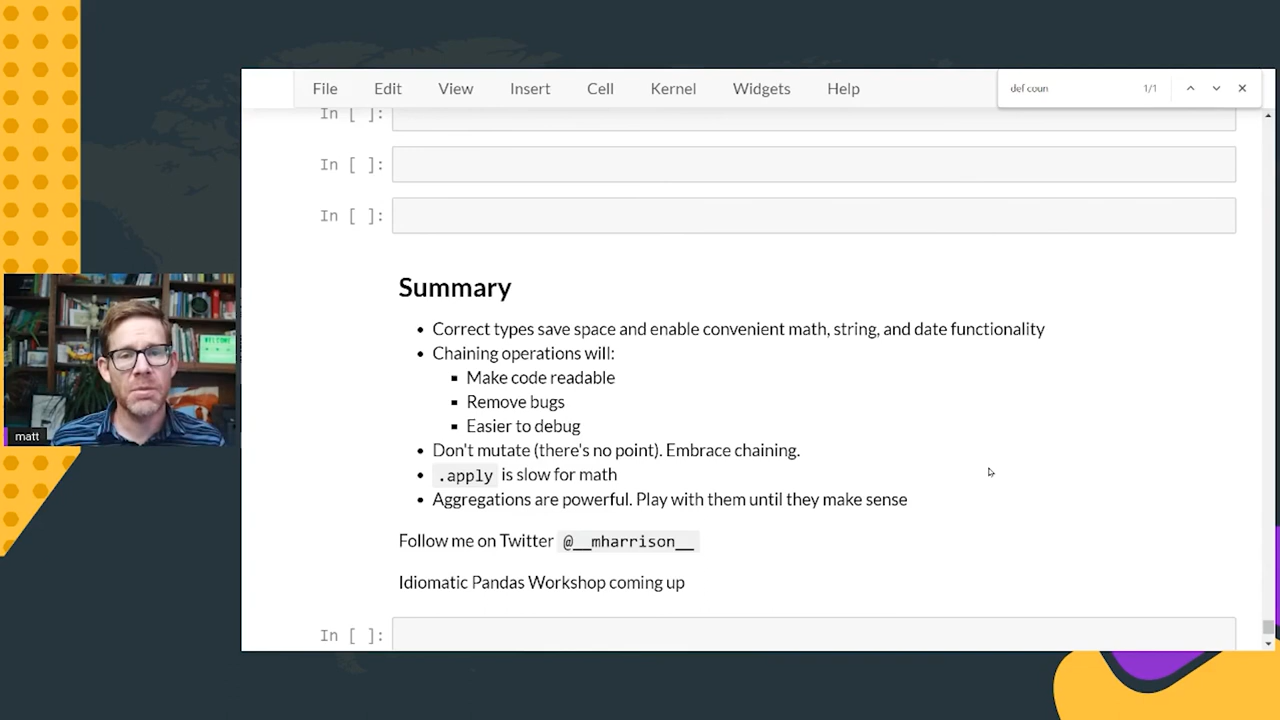 File Edit View Insert Cell Kernel Widgets Help
def coun 1/1
In [ ]:
In [ ]:
In [ ]:
Summary
Correct types save space and enable convenient math, string, and date functionality
Chaining operations will:
Make code readable
Remove bugs
Easier to debug
Don't mutate (there's no point). Embrace chaining.
.apply is slow for math
Aggregations are powerful. Play with them until they make sense
Follow me on Twitter @__mharrison__
Idiomatic Pandas Workshop coming up
In [ ]:
WELCOME
matt